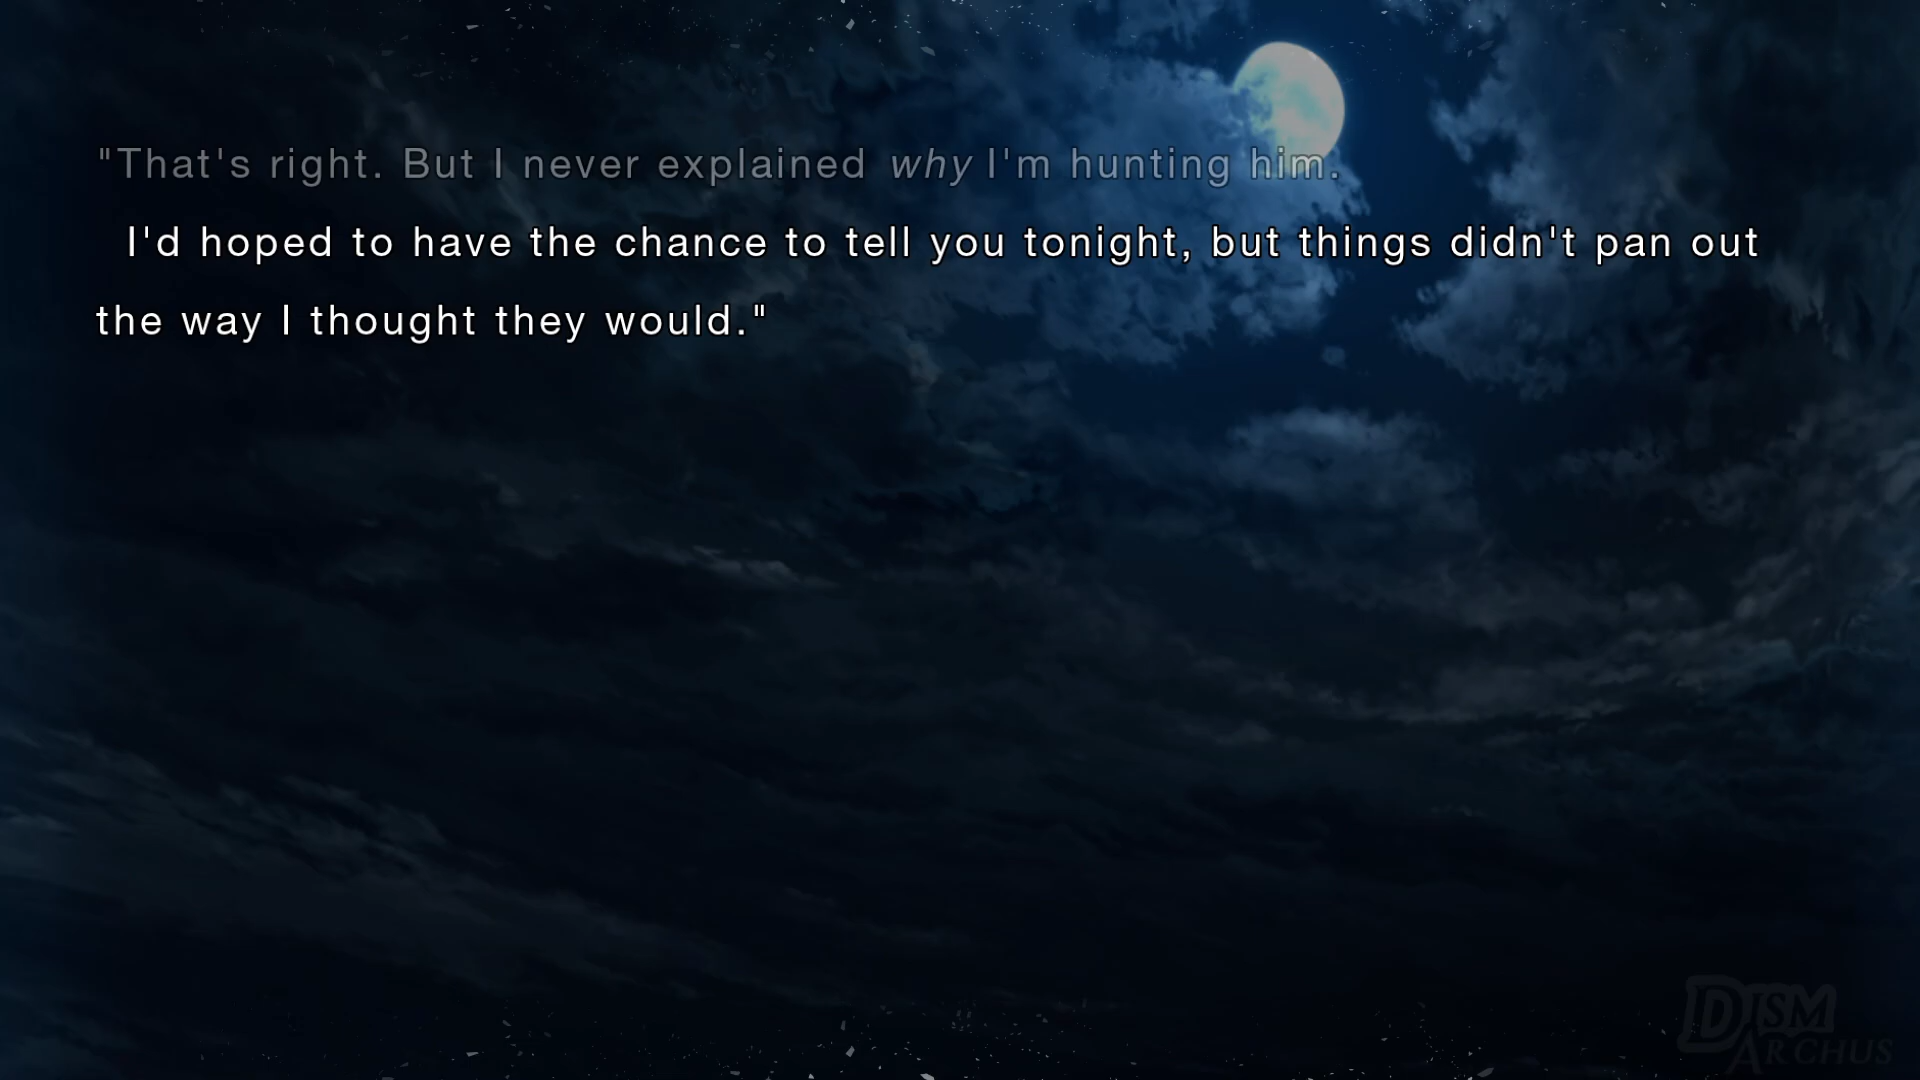 "That's right. But I never explained why I'm hunting him.
I'd hoped to have the chance to tell you tonight, but things didn't pan out
the way I thought they would."
DISM
ARCHUS